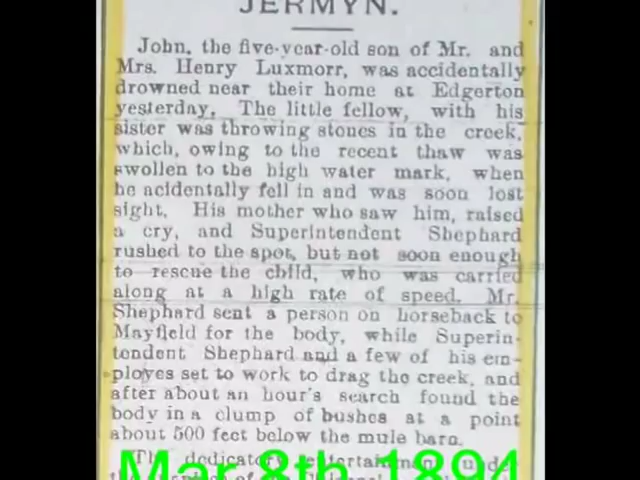 JERMYN.
John, the five-year-old son of Mr. and
Mrs. Henry Luxmorr, was accidentally
drowned near their home at Edgerton
yesterday. The little fellow, with his
sister was throwing stones in the creek,
which, owing to the recent thaw was
swollen to the high water mark, when
he acidentally fell in and was soon lost
sight. His mother who saw him, raised
a cry, and Superintendent Shephard
rushed to the spot, but not soon enough
to rescue the child, who was carried
along at a high rate of speed. Mr.
Shephard sent a person on horseback to
Mayfield for the body, while Superin-
tendent Shephard and a few of his em-
ployes set to work to drag the creek, and
after about an hour's search found the
body in a clump of bushes at a point
about 500 feet below the mule barn.
Mar 8th 1894
The dedicatory entertainment under